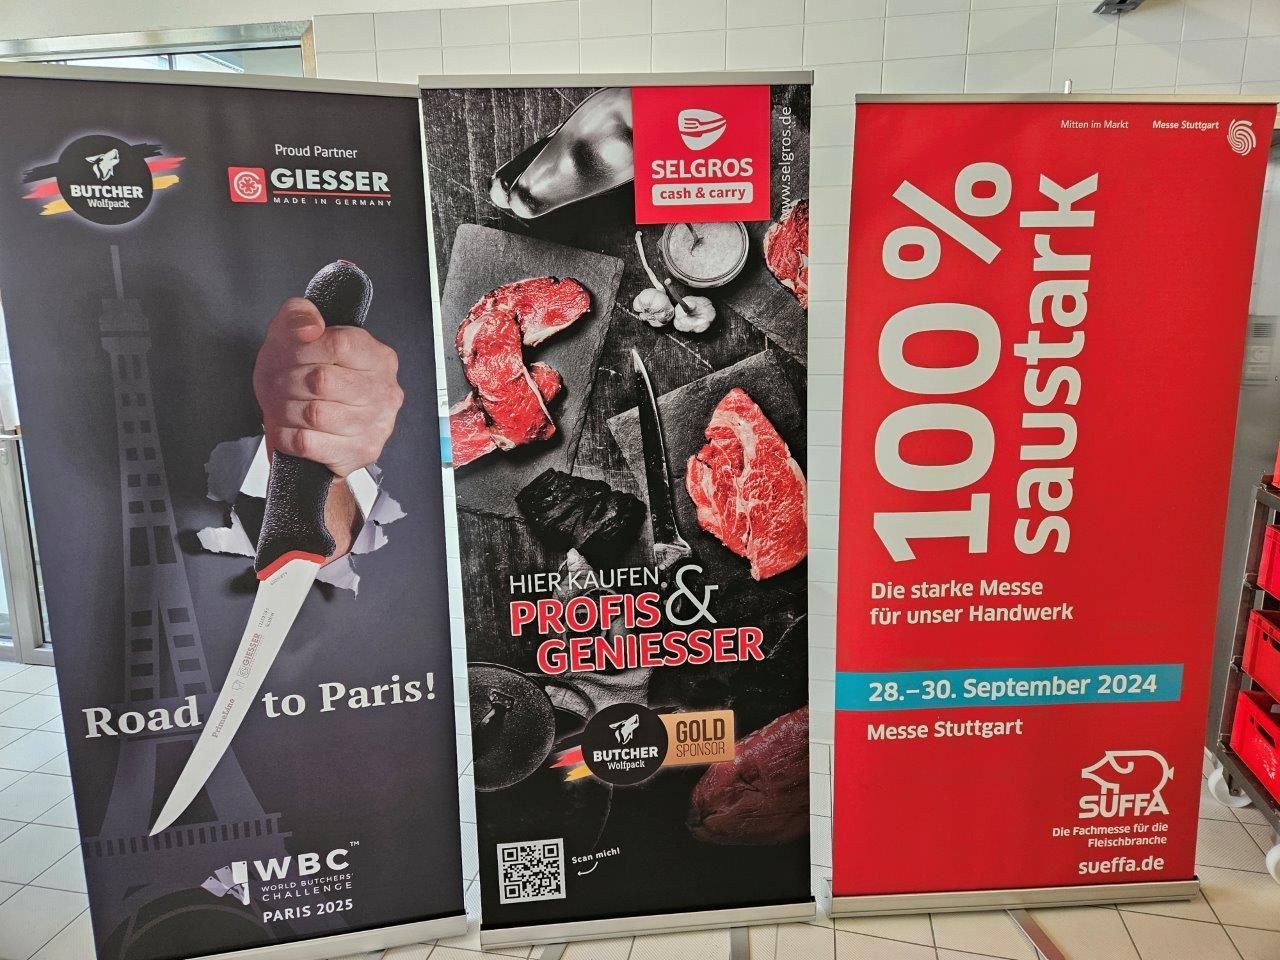 BUTCHER
Wolfpack
Proud Partner
GIESSER
MADE IN GERMANY
PrimeLine
GIESSER
Road to Paris!
WBC™
WORLD BUTCHERS'
CHALLENGE
PARIS 2025
SELGROS
cash & carry
www.selgros.de
HIER KAUFEN
PROFIS &
GENIESSER
BUTCHER
Wolfpack
GOLD
SPONSOR
Scan mich!
Mitten im Markt
Messe Stuttgart
100%
saustark
Die starke Messe
für unser Handwerk
28.–30. September 2024
Messe Stuttgart
SÜFFA
Die Fachmesse für die
Fleischbranche
sueffa.de